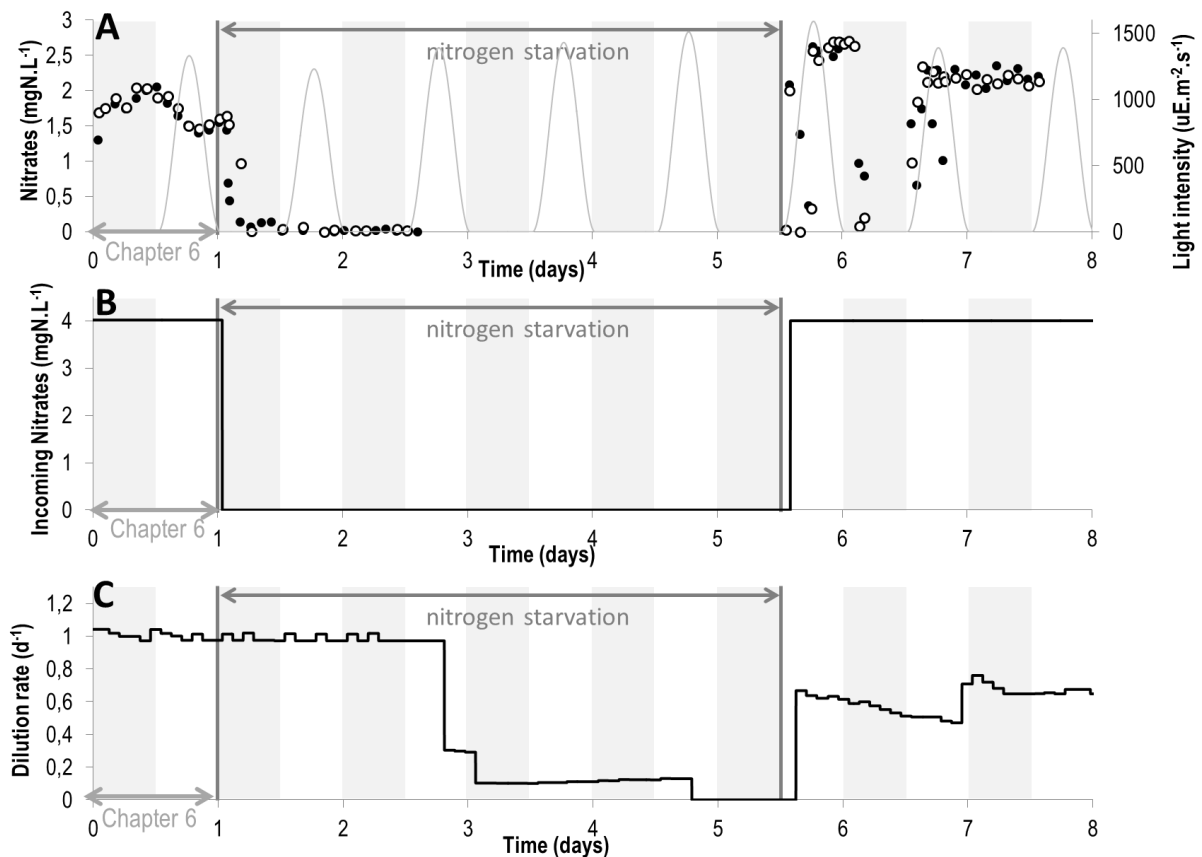 A
nitrogen starvation
Nitrates (mgN.L⁻¹)
3
2,5
2
1,5
1
0,5
0
1500
1000
500
0
Light intensity (uE.m⁻².s)
Chapter 6
0 1 2 3 4 5 6 7 8
Time (days)
B
nitrogen starvation
Incoming Nitrates (mgN.L⁻¹)
4
4
3
2
1
0
Chapter 6
0 1 2 3 4 5 6 7 8
Time (days)
C
nitrogen starvation
Dilution rate (d⁻¹)
1,2
1
0,8
0,6
0,4
0,2
0
Chapter 6
0 1 2 3 4 5 6 7 8
Time (days)